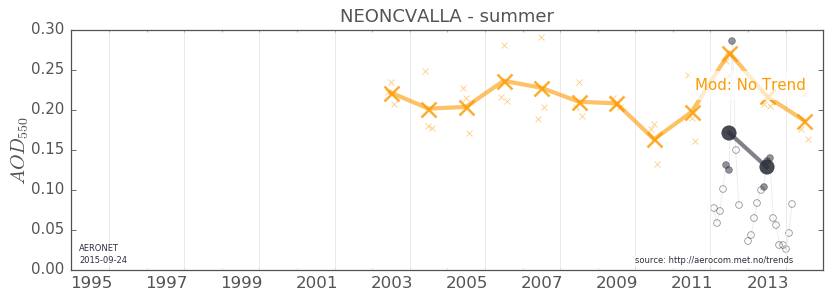 NEONCVALLA - summer
0.30
0.25
0.20
0.15
0.10
0.05
0.00
AOD550
Mod: No Trend
AERONET
2015-09-24
source: http://aerocom.met.no/trends
1995 1997 1999 2001 2003 2005 2007 2009 2011 2013